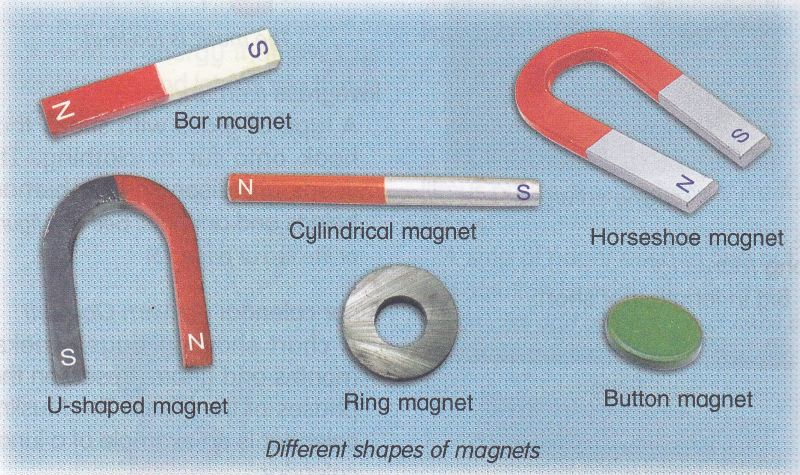 S
N
Bar magnet
S
N
Horseshoe magnet
N S
Cylindrical magnet
S N
U-shaped magnet
Ring magnet
Button magnet
Different shapes of magnets